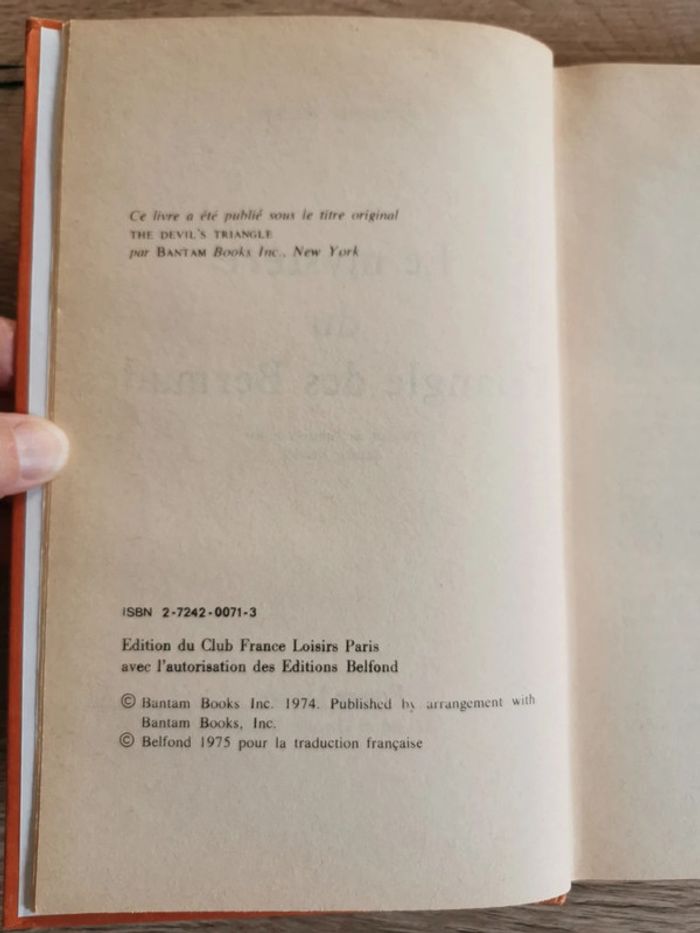 Ce livre a été publié sous le titre original
THE DEVIL'S TRIANGLE
par BANTAM Books Inc., New York
ISBN 2-7242-0071-3
Edition du Club France Loisirs Paris
avec l'autorisation des Editions Belfond
© Bantam Books Inc. 1974. Published by arrangement with
Bantam Books, Inc.
© Belfond 1975 pour la traduction française